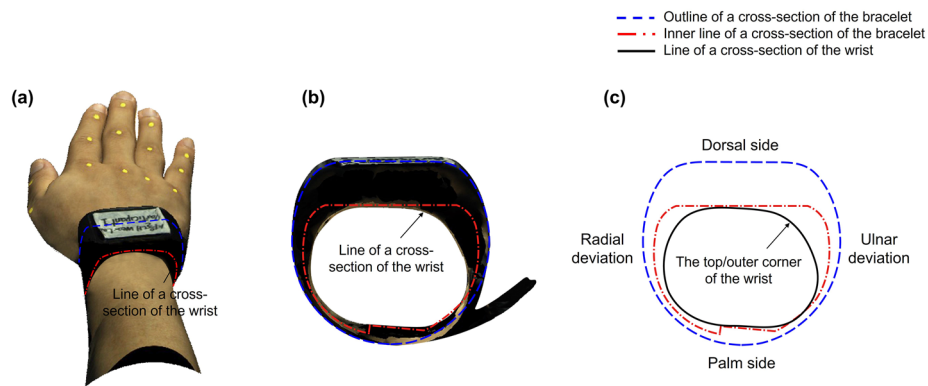 Outline of a cross-section of the bracelet
Inner line of a cross-section of the bracelet
Line of a cross-section of the wrist
(a)
(b)
(c)
Participant 1
Line of a cross-
section of the wrist
Line of a cross-
section of the wrist
Dorsal side
Radial
deviation
Ulnar
deviation
The top/outer corner
of the wrist
Palm side